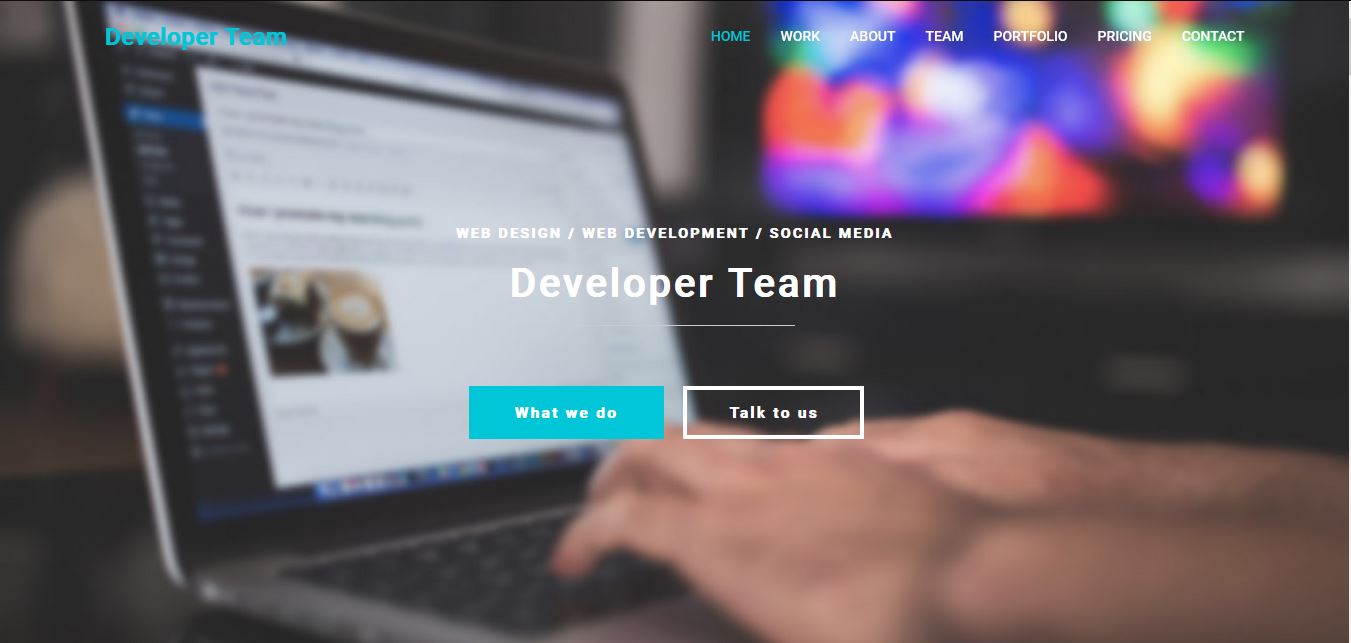 Developer Team
HOME WORK ABOUT TEAM PORTFOLIO PRICING CONTACT
WEB DESIGN / WEB DEVELOPMENT / SOCIAL MEDIA
Developer Team
What we do
Talk to us